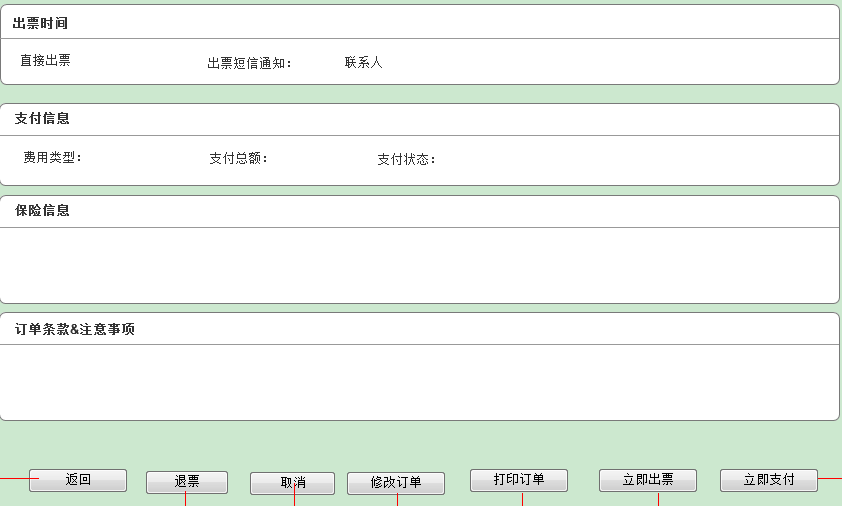 出票时间
直接出票 出票短信通知： 联系人
支付信息
费用类型： 支付总额： 支付状态：
保险信息
订单条款&注意事项
返回 退票 取消 修改订单 打印订单 立即出票 立即支付